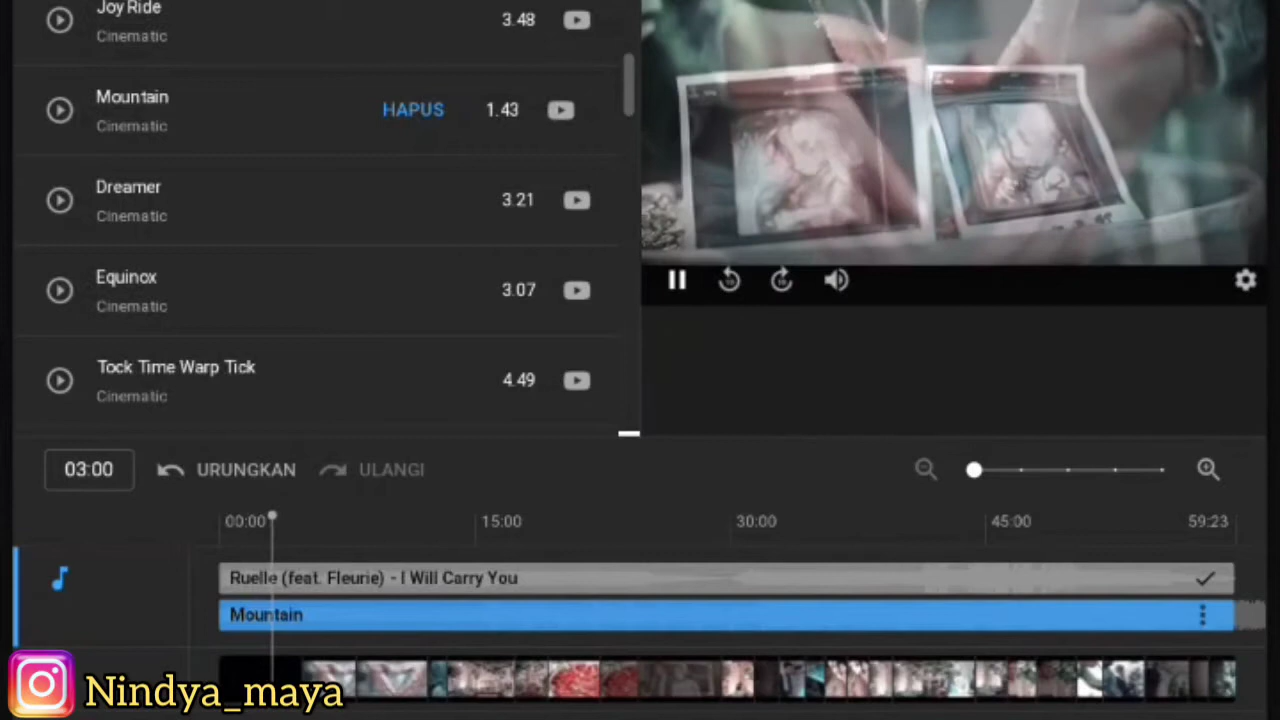 Joy Ride
3.48
Cinematic
Mountain
HAPUS
1.43
Cinematic
Dreamer
3.21
Cinematic
Equinox
3.07
Cinematic
Tock Time Warp Tick
4.49
Cinematic
03:00
URUNGKAN
ULANGI
00:00
15:00
30:00
45:00
59:23
Ruelle (feat. Fleurie) - I Will Carry You
Mountain
Nindya_maya